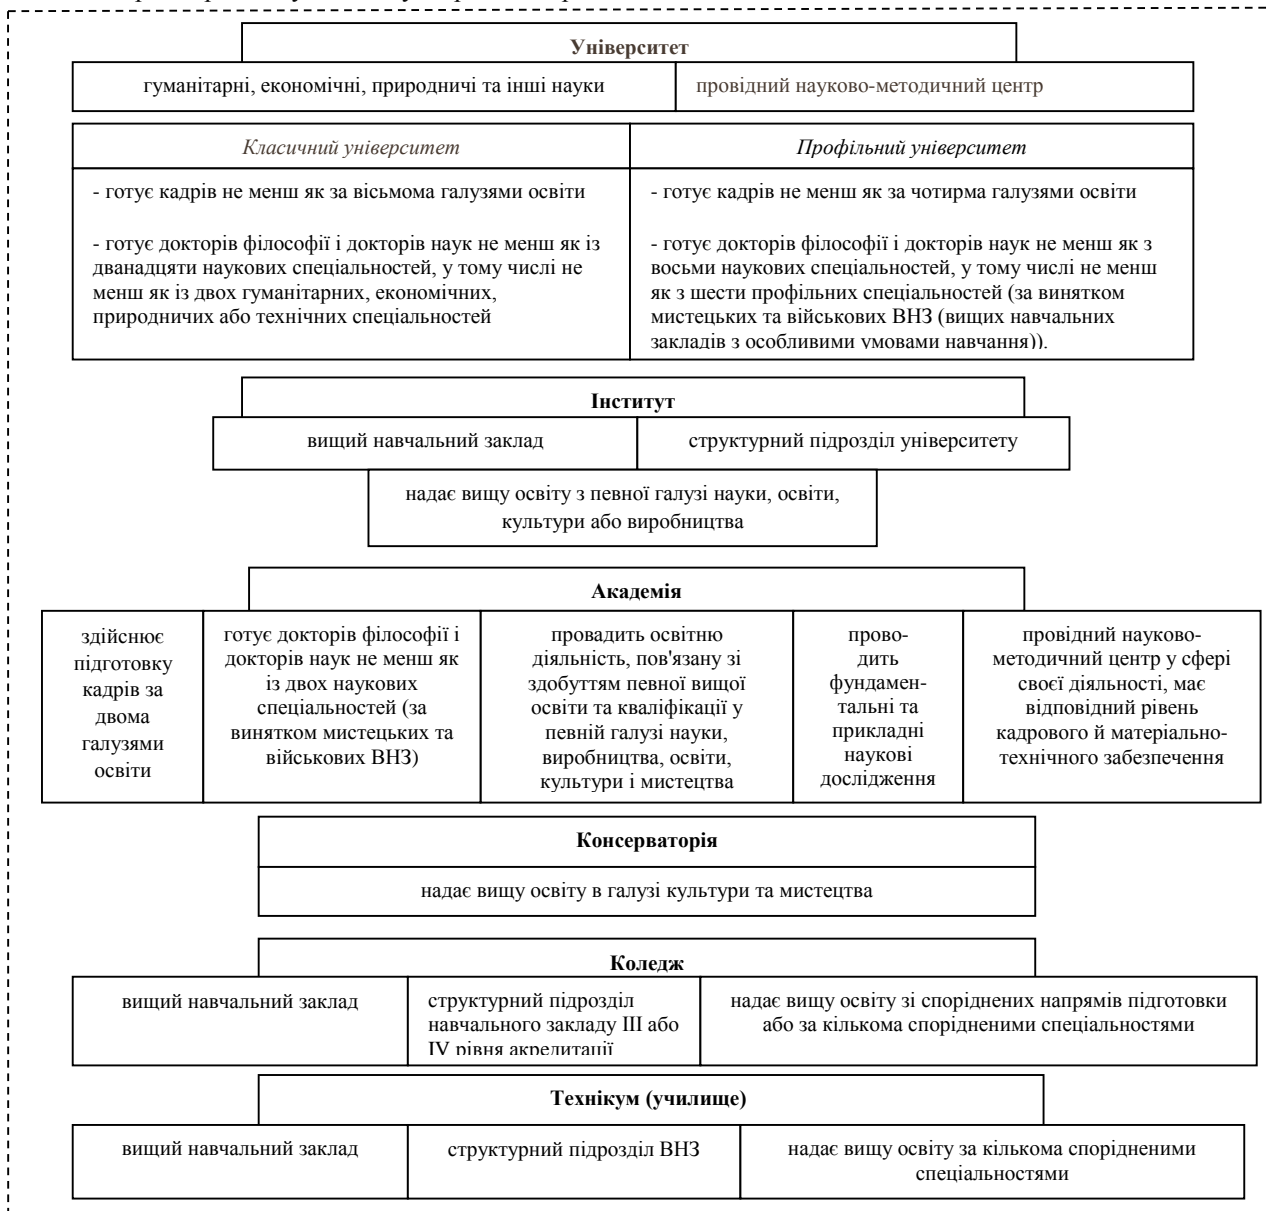 Університет
гуманітарні, економічні, природничі та інші науки
провідний науково-методичний центр
Класичний університет
Профільний університет
- готує кадрів не менш як за вісьмома галузями освіти
- готує докторів філософії і докторів наук не менш як із
дванадцяти наукових спеціальностей, у тому числі не
менш як із двох гуманітарних, економічних,
природничих або технічних спеціальностей
- готує кадрів не менш як за чотирма галузями освіти
- готує докторів філософії і докторів наук не менш як з
восьми наукових спеціальностей, у тому числі не менш
як з шести профільних спеціальностей (за винятком
мистецьких та військових ВНЗ (вищих навчальних
закладів з особливими умовами навчання)).
Інститут
вищий навчальний заклад
структурний підрозділ університету
надає вищу освіту з певної галузі науки, освіти,
культури або виробництва
Академія
здійснює
підготовку
кадрів за
двома
галузями
освіти
готує докторів філософії і
докторів наук не менш як
із двох наукових
спеціальностей (за
винятком мистецьких та
військових ВНЗ)
провадить освітню
діяльність, пов'язану зі
здобуттям певної вищої
освіти та кваліфікації у
певній галузі науки,
виробництва, освіти,
культури і мистецтва
прово-
дить
фундамен-
тальні та
прикладні
наукові
дослідження
провідний науково-
методичний центр у сфері
своєї діяльності, має
відповідний рівень
кадрового й матеріально-
технічного забезпечення
Консерваторія
надає вищу освіту в галузі культури та мистецтва
Коледж
вищий навчальний заклад
структурний підрозділ
навчального закладу III або
IV рівня акредитації
надає вищу освіту зі споріднених напрямів підготовки
або за кількома спорідненими спеціальностями
Технікум (училище)
вищий навчальний заклад
структурний підрозділ ВНЗ
надає вищу освіту за кількома спорідненими
спеціальностями